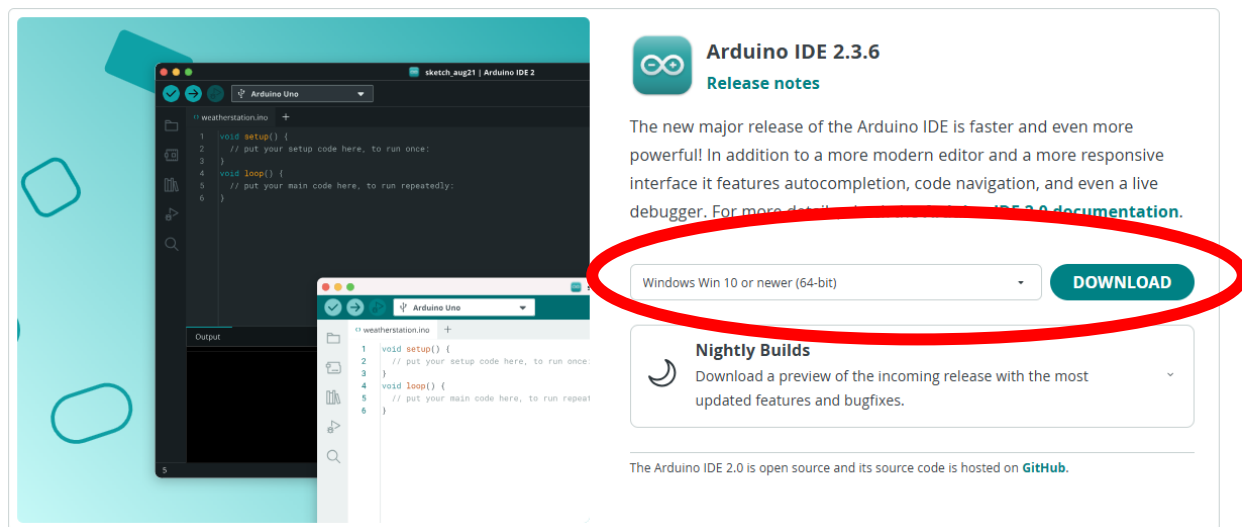 sketch_aug21 | Arduino IDE 2
Arduino Uno
weatherstation.ino
1 void setup() {
2 // put your setup code here, to run once:
3 }
4 void loop() {
5 // put your main code here, to run repeatedly:
6 }
Output
5
Arduino Uno
weatherstation.ino
1 void setup() {
2 // put your setup code here, to run once:
3 }
4 void loop() {
5 // put your main code here, to run repeat
6 }
Arduino IDE 2.3.6
Release notes
The new major release of the Arduino IDE is faster and even more
powerful! In addition to a more modern editor and a more responsive
interface it features autocompletion, code navigation, and even a live
debugger. For more documentation.
Windows Win 10 or newer (64-bit)
DOWNLOAD
Nightly Builds
Download a preview of the incoming release with the most
updated features and bugfixes.
The Arduino IDE 2.0 is open source and its source code is hosted on GitHub.